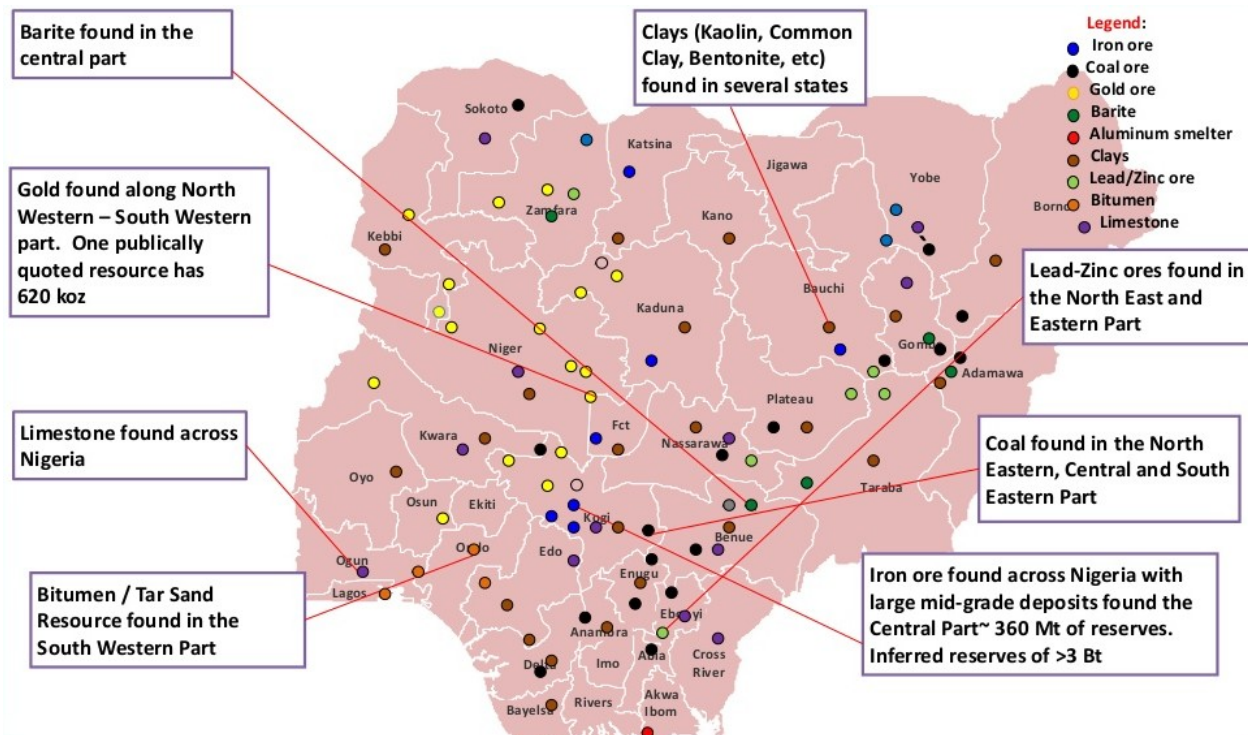 Barite found in the
central part
Clays (Kaolin, Common
Clay, Bentonite, etc)
found in several states
Legend:
Iron ore
Coal ore
Gold ore
Barite
Aluminum smelter
Clays
Lead/Zinc ore
Bitumen
Limestone
Gold found along North
Western – South Western
part. One publically
quoted resource has
620 koz
Lead-Zinc ores found in
the North East and
Eastern Part
Limestone found across
Nigeria
Coal found in the North
Eastern, Central and South
Eastern Part
Bitumen / Tar Sand
Resource found in the
South Western Part
Iron ore found across Nigeria with
large mid-grade deposits found the
Central Part~ 360 Mt of reserves.
Inferred reserves of >3 Bt
Sokoto
Katsina
Jigawa
Yobe
Zamfara
Kano
Kebbi
Kaduna
Bauchi
Niger
Adamawa
Plateau
Fct
Kwara
Nassarawa
Oyo
Taraba
Osun
Ekiti
Kogi
Benue
Edo
Ogun
Lagos
Enugu
Anambra
Imo
Cross
River
Delta
Bayelsa
Rivers
Akwa
Ibom